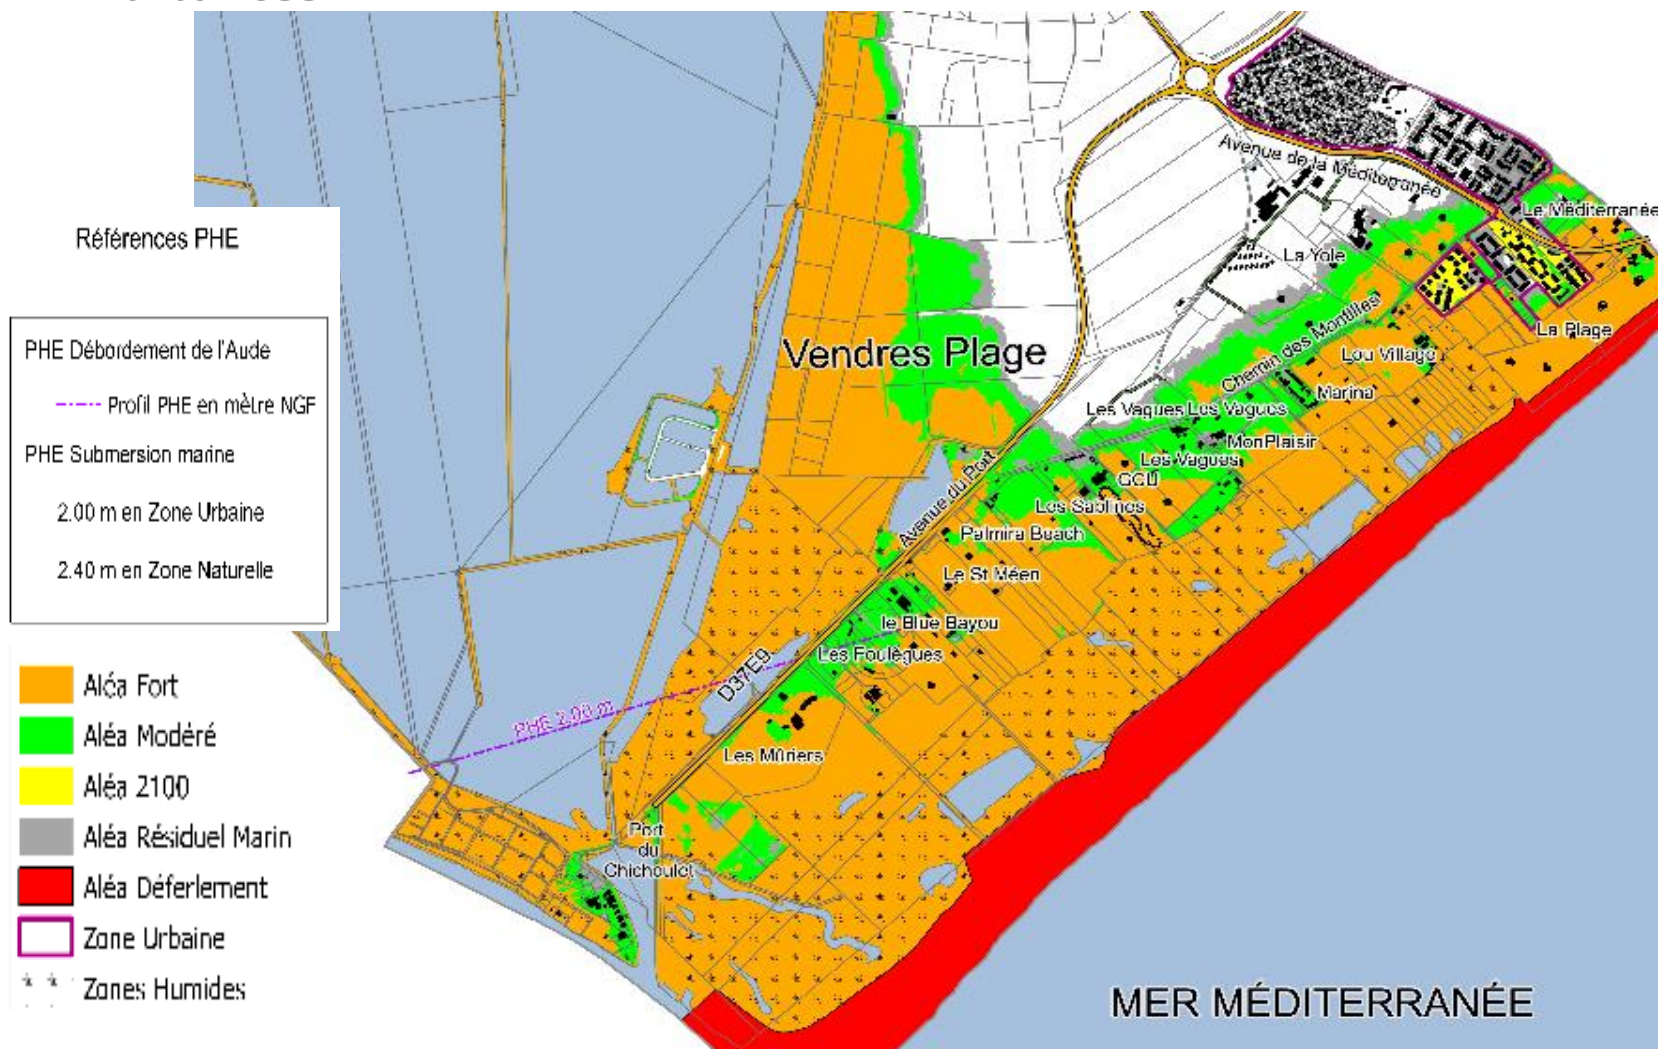 Références PHE
PHE Débordement de l'Aude
Profil PHE en mètre NGF
PHE Submersion marine
2.00 m en Zone Urbaine
2.40 m en Zone Naturelle
Aléa Fort
Aléa Modéré
Aléa 2100
Aléa Résiduel Marin
Aléa Déferlement
Zone Urbaine
Zones Humides
Avenue de la Méditerranée
Le Méditerranée
La Yole
La Plage
Vendres Plage
Chemin des Montilles
Lou Village
Marina
Les Vagues Les Vagues
MonPlaisir
Les Vagues
CCU
Les Sablines
Avenue du Port
Palmira Beach
Le St Méen
le Blue Bayou
Les Foulègues
D37E9
PHE 2.00 m
Les Mûriers
Port
du
Chichoulet
MER MÉDITERRANÉE